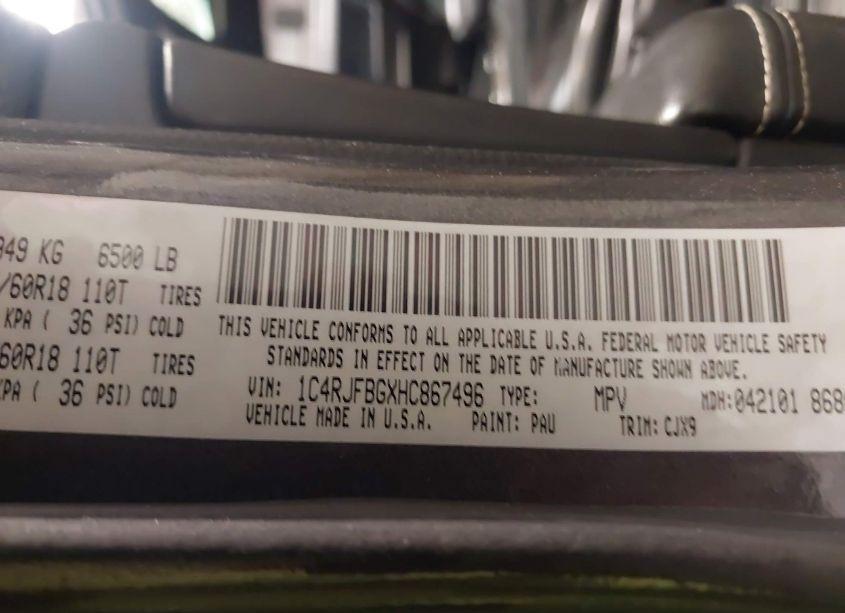 949 KG 6500 LB
/60R18 110T TIRES
KPA ( 36 PSI) COLD
60R18 110T TIRES
KPA ( 36 PSI) COLD
THIS VEHICLE CONFORMS TO ALL APPLICABLE U.S.A. FEDERAL MOTOR VEHICLE SAFETY
STANDARDS IN EFFECT ON THE DATE OF MANUFACTURE SHOWN ABOVE.
VIN: 1C4RJFBGXHC867496 TYPE: MPV MDH:042101 868
VEHICLE MADE IN U.S.A. PAINT: PAU TRIM: CJX9